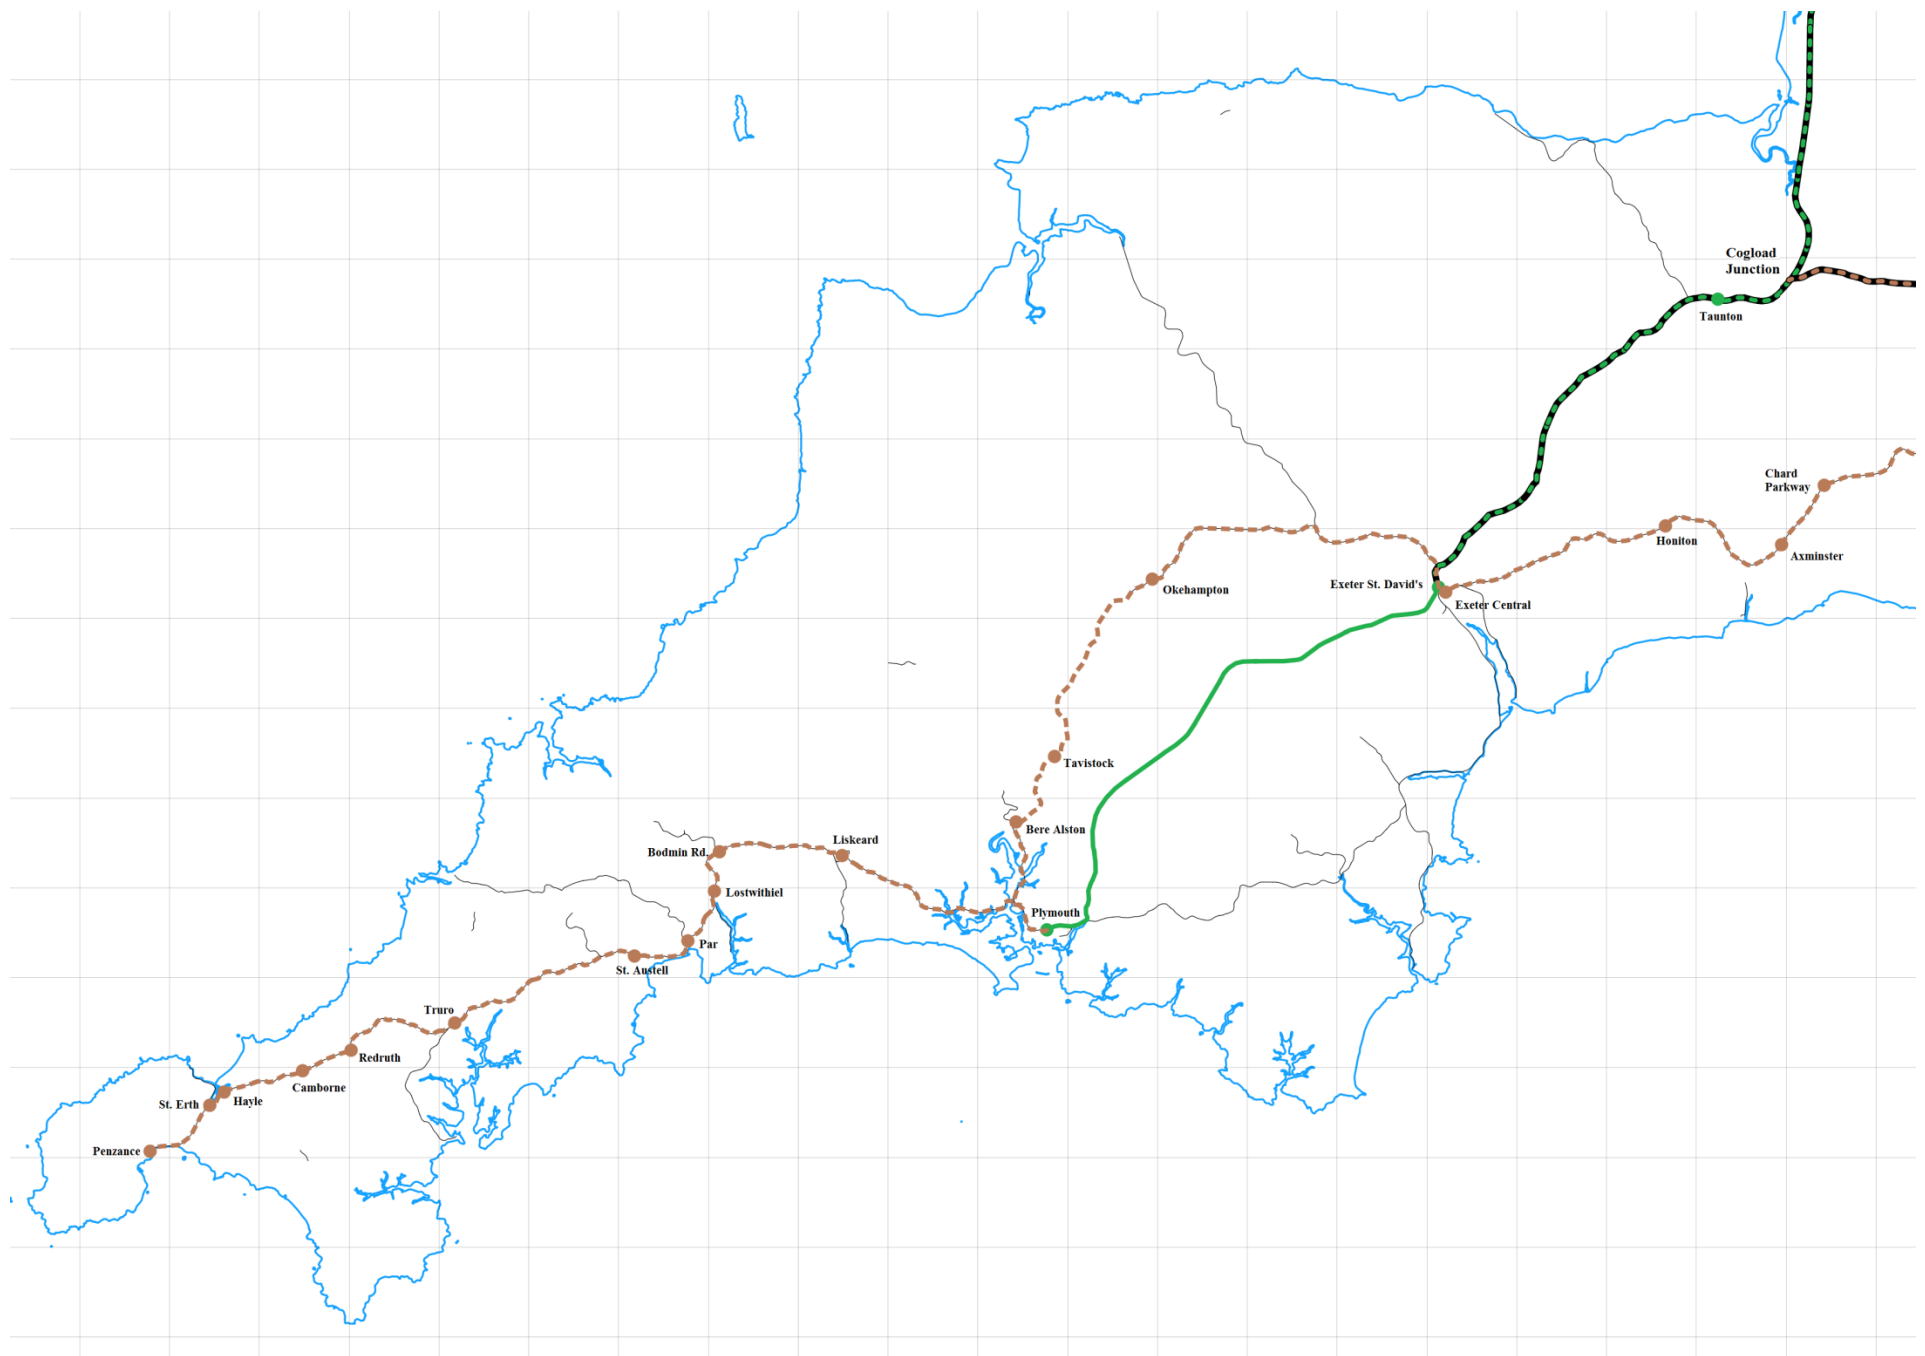 Cogload
Junction
Taunton
Chard
Parkway
Honiton
Axminster
Exeter St. David's
Okehampton
Exeter Central
Tavistock
Bere Alston
Liskeard
Bodmin Rd.
Lostwithiel
Plymouth
Par
St. Austell
Truro
Redruth
Camborne
Hayle
St. Erth
Penzance